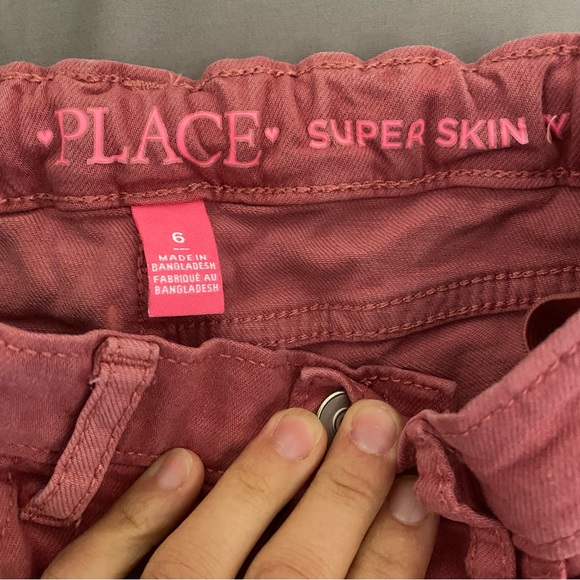 PLACE SUPER SKIN
6
MADE IN
BANGLADESH
FABRIQUÉ AU
BANGLADESH